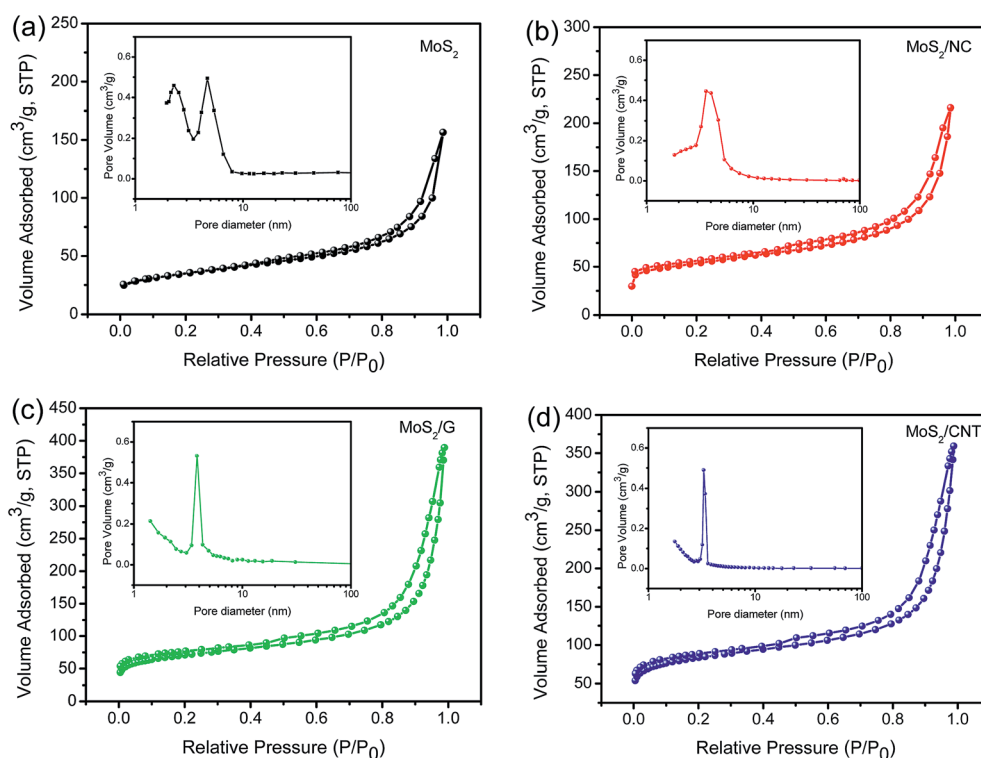 (a)
MoS2
Volume Adsorbed (cm3/g, STP)
250
200
150
100
50
0
0.0 0.2 0.4 0.6 0.8 1.0
Relative Pressure (P/P0)
Pore Volume (cm3/g)
0.6
0.4
0.2
0.0
1 10 100
Pore diameter (nm)
(b)
MoS2/NC
Volume Adsorbed (cm3/g, STP)
300
250
200
150
100
50
0
0.0 0.2 0.4 0.6 0.8 1.0
Relative Pressure (P/P0)
Pore Volume (cm3/g)
0.6
0.4
0.2
0.0
1 10 100
Pore diameter (nm)
(c)
MoS2/G
Volume Adsorbed (cm3/g, STP)
450
400
350
300
250
200
150
100
50
0
0.0 0.2 0.4 0.6 0.8 1.0
Relative Pressure (P/P0)
Pore Volume (cm3/g)
0.6
0.4
0.2
0.0
1 10 100
Pore diameter (nm)
(d)
MoS2/CNT
Volume Adsorbed (cm3/g, STP)
400
350
300
250
200
150
100
50
0.0 0.2 0.4 0.6 0.8 1.0
Relative Pressure (P/P0)
Pore Volume (cm3/g)
0.6
0.4
0.2
0.0
1 10 100
Pore diameter (nm)